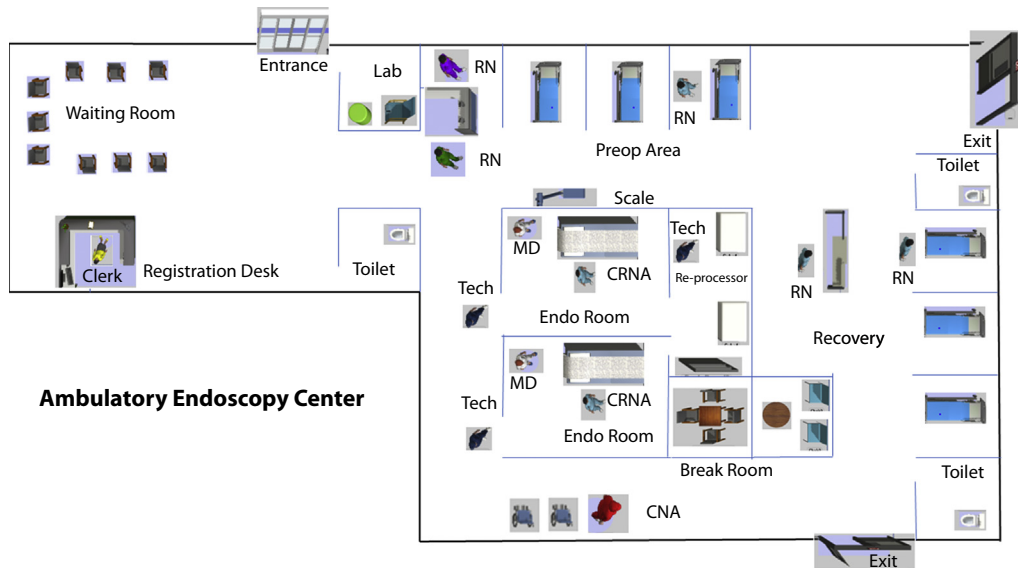 Entrance
Lab
RN
Waiting Room
RN
RN
Preop Area
Exit
Toilet
Scale
MD
Tech
Clerk
Registration Desk
Toilet
CRNA
Re-processor
RN
RN
Tech
Endo Room
Recovery
Ambulatory Endoscopy Center
MD
CRNA
Tech
Endo Room
Break Room
Toilet
CNA
Exit